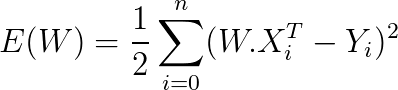 E(W) = \frac{1}{2} \sum_{i=0}^{n} (W.X_i^T - Y_i)^2